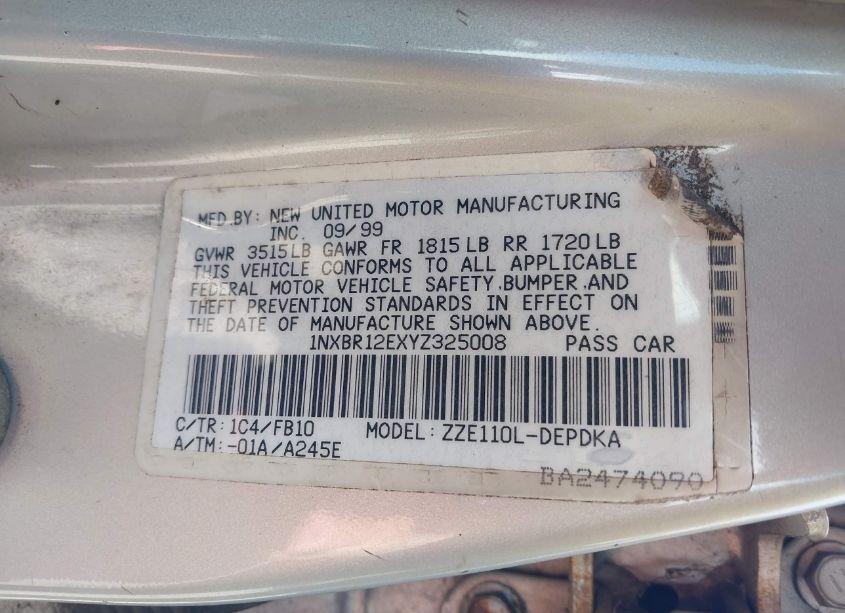 MFD.BY: NEW UNITED MOTOR MANUFACTURING
INC. 09/99
GVWR 3515LB GAWR FR 1815LB RR 1720LB
THIS VEHICLE CONFORMS TO ALL APPLICABLE
FEDERAL MOTOR VEHICLE SAFETY,BUMPER,AND
THEFT PREVENTION STANDARDS IN EFFECT ON
THE DATE OF MANUFACTURE SHOWN ABOVE.
1NXBR12EXYZ325008 PASS CAR
C/TR: 1C4/FB10 MODEL: ZZE110L-DEPDKA
A/TM: -01A/A245E
BA2474090